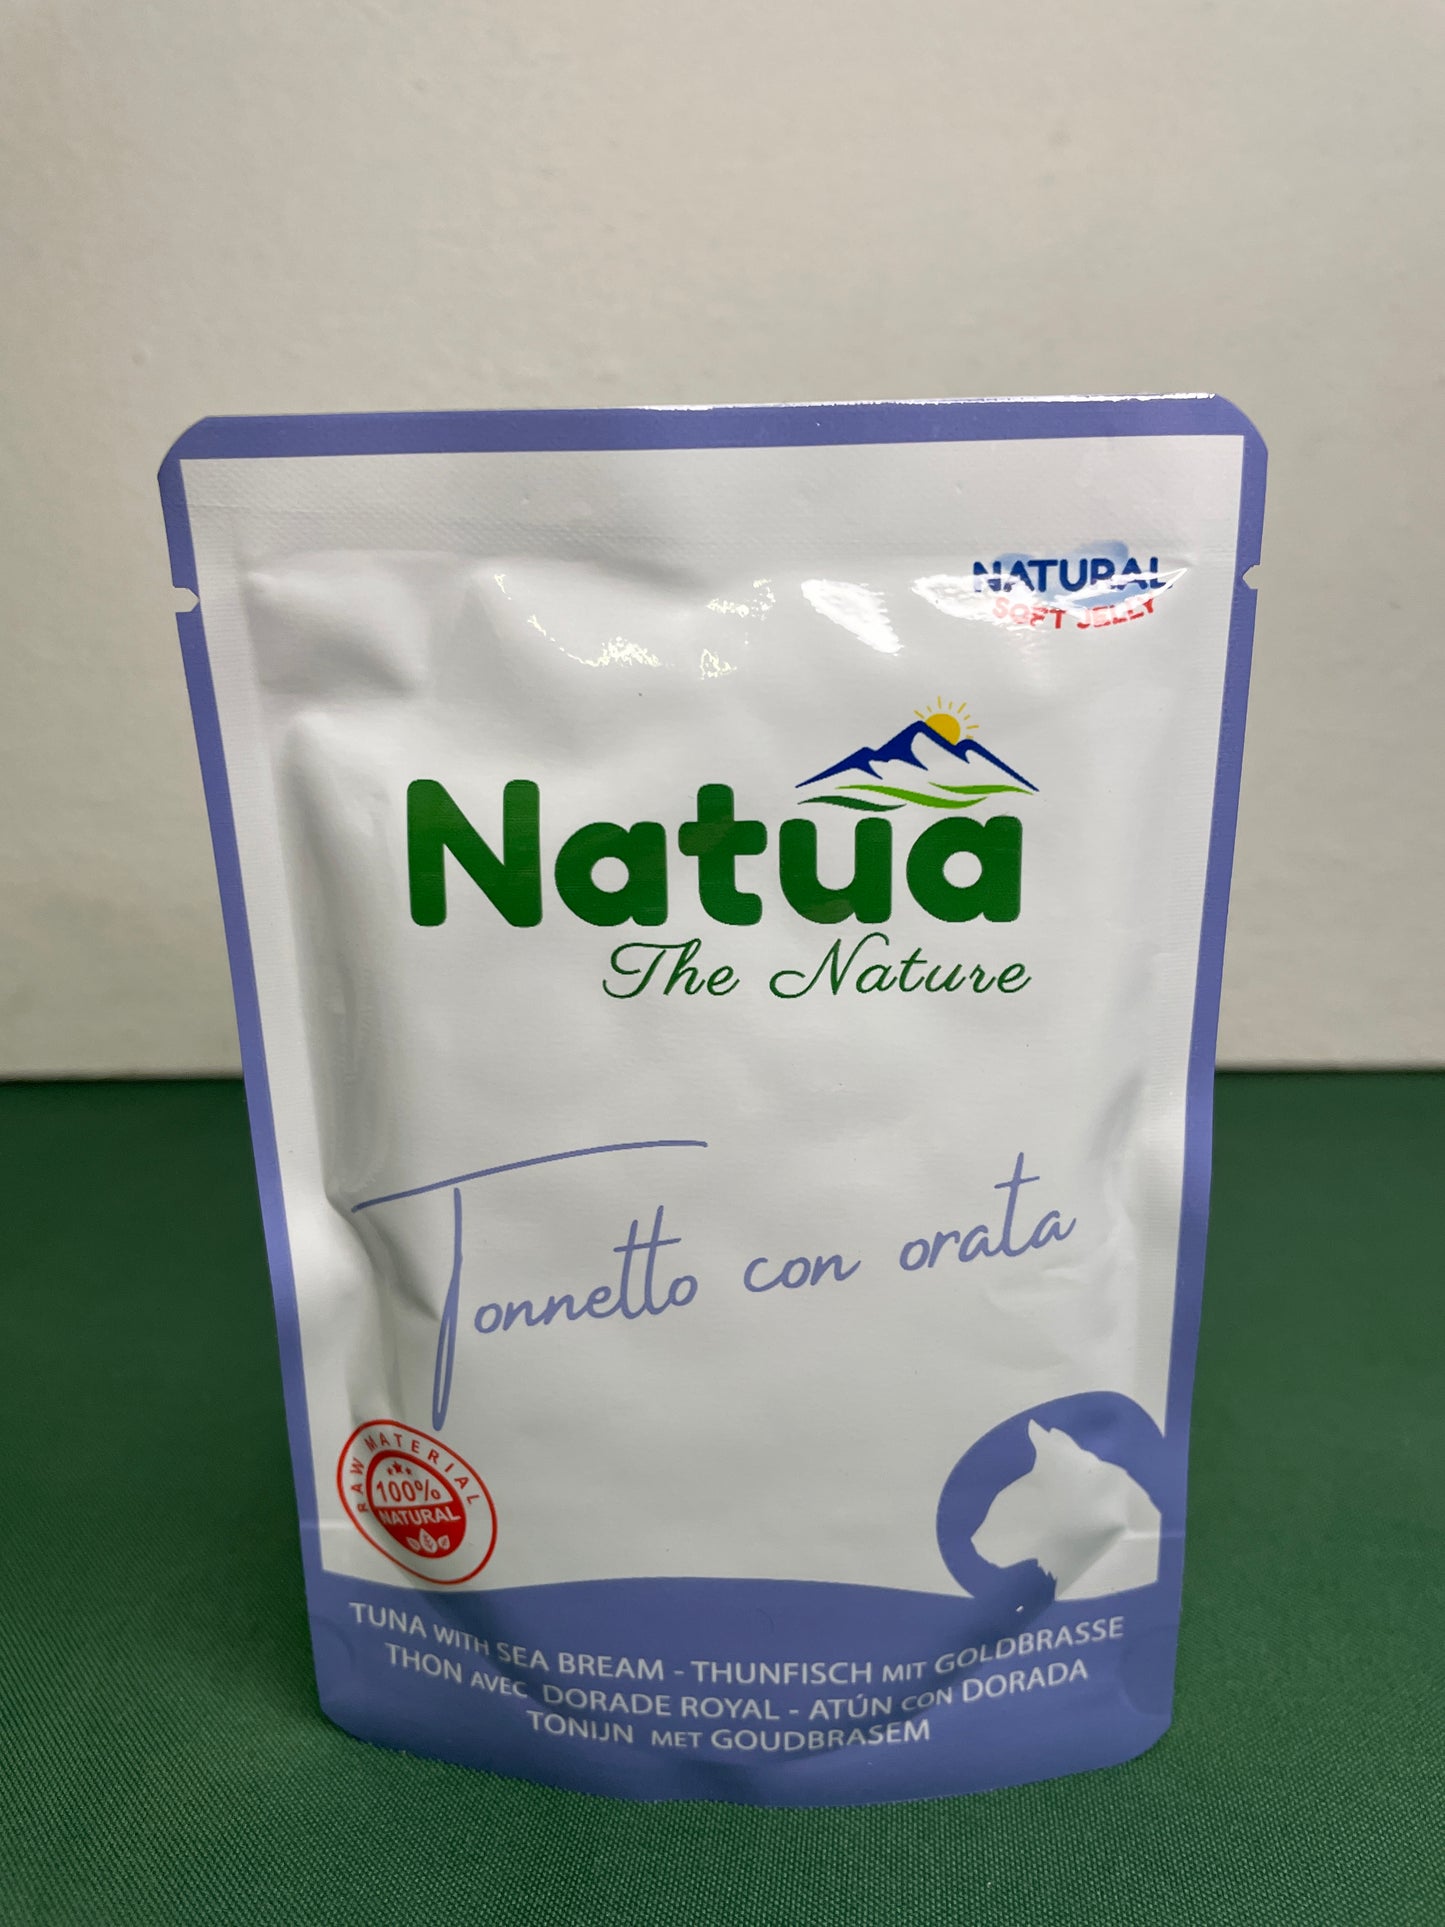 NATURAL
SOFT JELLY
Natua
The Nature
Tonnetto con orata
RAW MATERIAL
100%
NATURAL
TUNA WITH SEA BREAM - THUNFISCH MIT GOLDBRASSE
THON AVEC DORADE ROYAL - ATÚN CON DORADA
TONIJN MET GOUDBRASEM